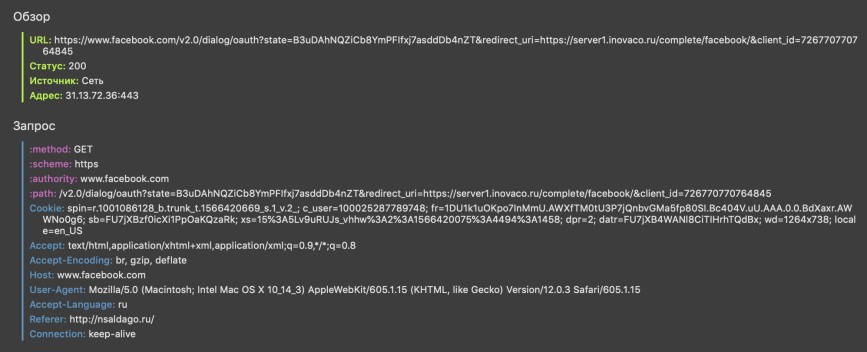 Обзор
URL: https://www.facebook.com/v2.0/dialog/oauth?state=B3uDAhNQZiCb8YmPFIfxj7asddDb4nZT&redirect_uri=https://server1.inovaco.ru/complete/facebook/&client_id=7267707707
64845
Статус: 200
Источник: Сеть
Адрес: 31.13.72.36:443
Запрос
:method: GET
:scheme: https
:authority: www.facebook.com
:path: /v2.0/dialog/oauth?state=B3uDAhNQZiCb8YmPFIfxj7asddDb4nZT&redirect_uri=https://server1.inovaco.ru/complete/facebook/&client_id=726770770764845
Cookie: spin=r.1001086128_b.trunk_t.1566420669_s.1_v.2_; c_user=100025287789748; fr=1DU1k1uOKpo7lnMmU.AWXfTM0tU3P7jQnbvGMa5fp80SI.Bc404V.uU.AAA.0.0.BdXaxr.AW
WNo0g6; sb=FU7jXBzf0icXi1PpOaKQzaRk; xs=15%3A5Lv9uRUJs_vhhw%3A2%3A1566420075%3A4494%3A1458; dpr=2; datr=FU7jXB4WANl8CiTlHrhTQdBx; wd=1264x738; local
e=en_US
Accept: text/html,application/xhtml+xml,application/xml;q=0.9,*/*;q=0.8
Accept-Encoding: br, gzip, deflate
Host: www.facebook.com
User-Agent: Mozilla/5.0 (Macintosh; Intel Mac OS X 10_14_3) AppleWebKit/605.1.15 (KHTML, like Gecko) Version/12.0.3 Safari/605.1.15
Accept-Language: ru
Referer: http://nsaldago.ru/
Connection: keep-alive